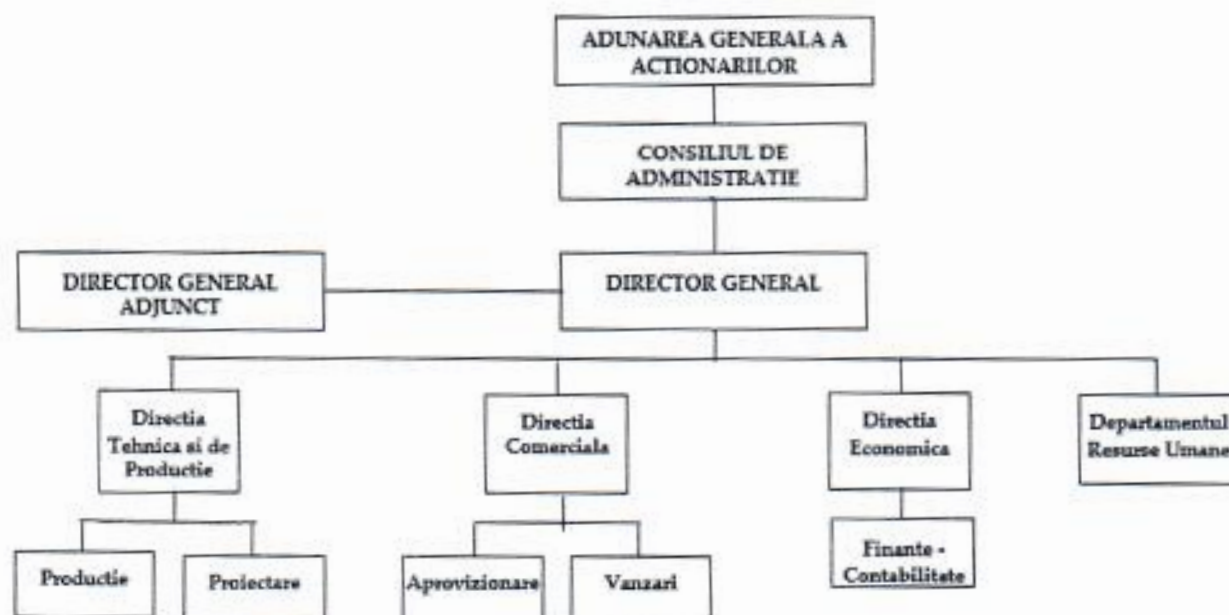 ADUNAREA GENERALA A
ACTIONARILOR
CONSILIUL DE
ADMINISTRATIE
DIRECTOR GENERAL
ADJUNCT
DIRECTOR GENERAL
Directia
Tehnica si de
Productie
Directia
Comerciala
Directia
Economica
Departamentul
Resurse Umane
Productie
Proiectare
Aprovizionare
Vanzari
Finante -
Contabilitate